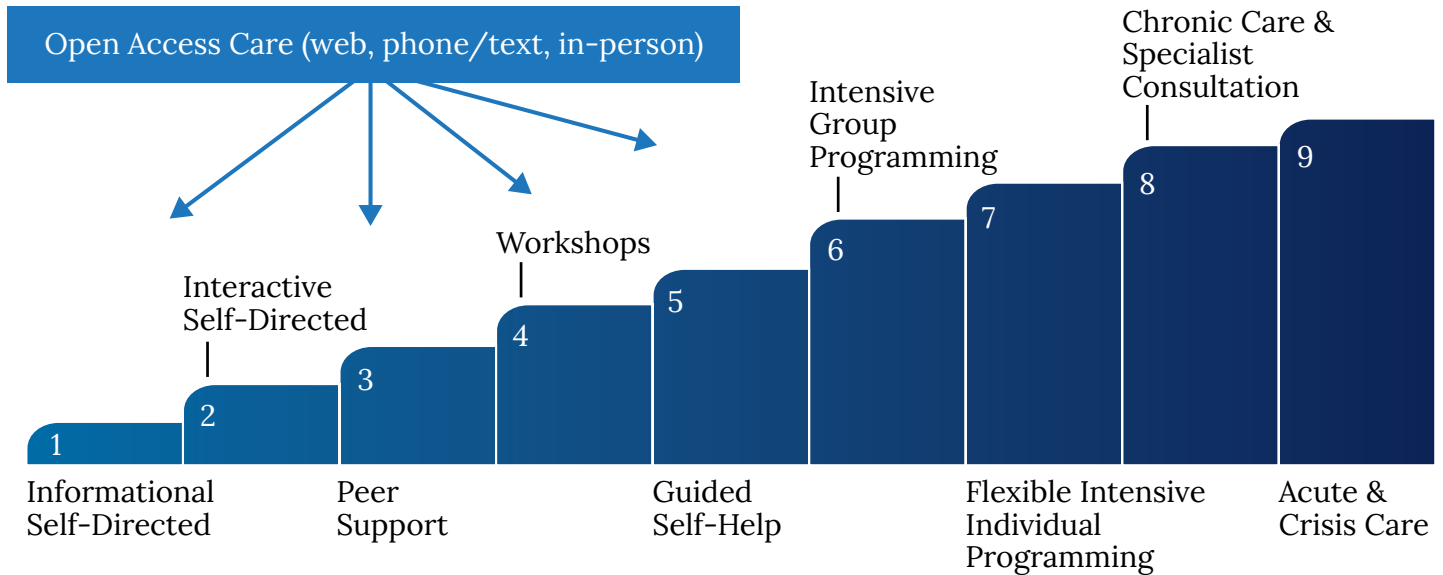 Open Access Care (web, phone/text, in-person)
Chronic Care &
Specialist
Consultation
Intensive
Group
Programming
Workshops
Interactive
Self-Directed
1
2
3
4
5
6
7
8
9
Informational
Self-Directed
Peer
Support
Guided
Self-Help
Flexible Intensive
Individual
Programming
Acute &
Crisis Care